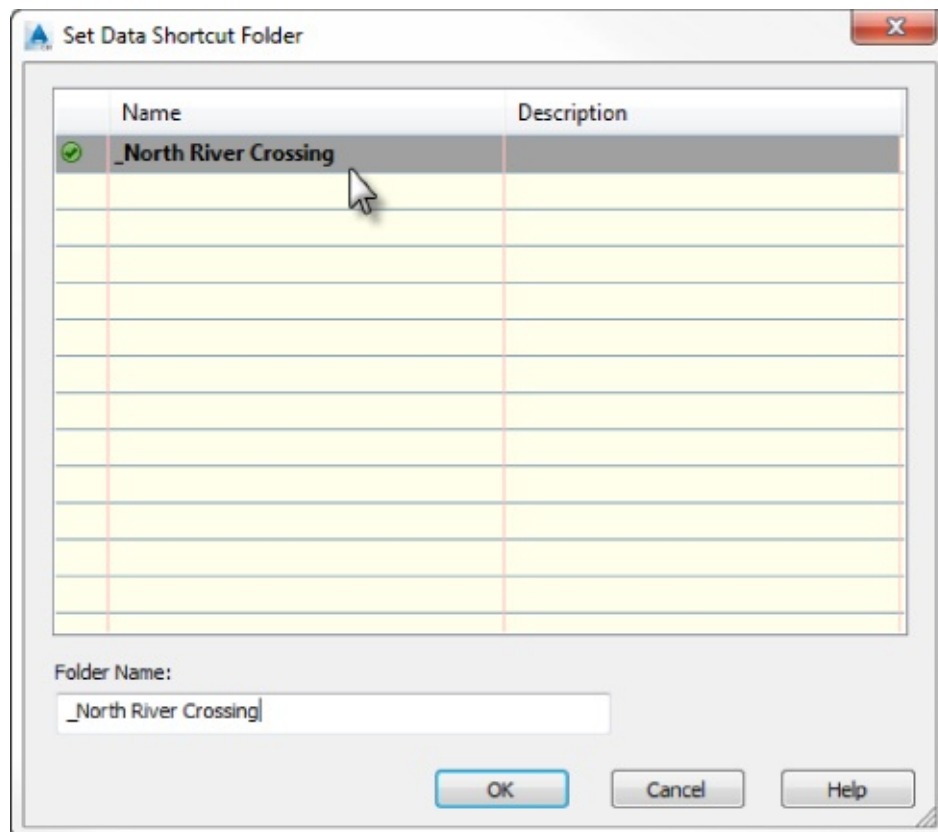 Set Data Shortcut Folder
Name Description
_North River Crossing
Folder Name:
_North River Crossing
OK Cancel Help